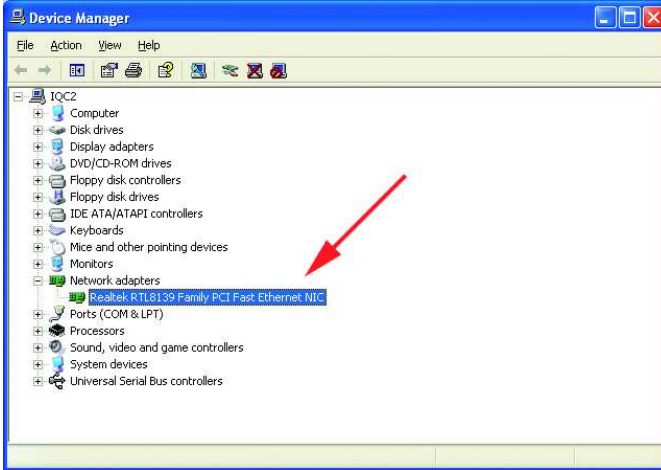 Device Manager
File Action View Help
IQC2
Computer
Disk drives
Display adapters
DVD/CD-ROM drives
Floppy disk controllers
Floppy disk drives
IDE ATA/ATAPI controllers
Keyboards
Mice and other pointing devices
Monitors
Network adapters
Realtek RTL8139 Family PCI Fast Ethernet NIC
Ports (COM & LPT)
Processors
Sound, video and game controllers
System devices
Universal Serial Bus controllers